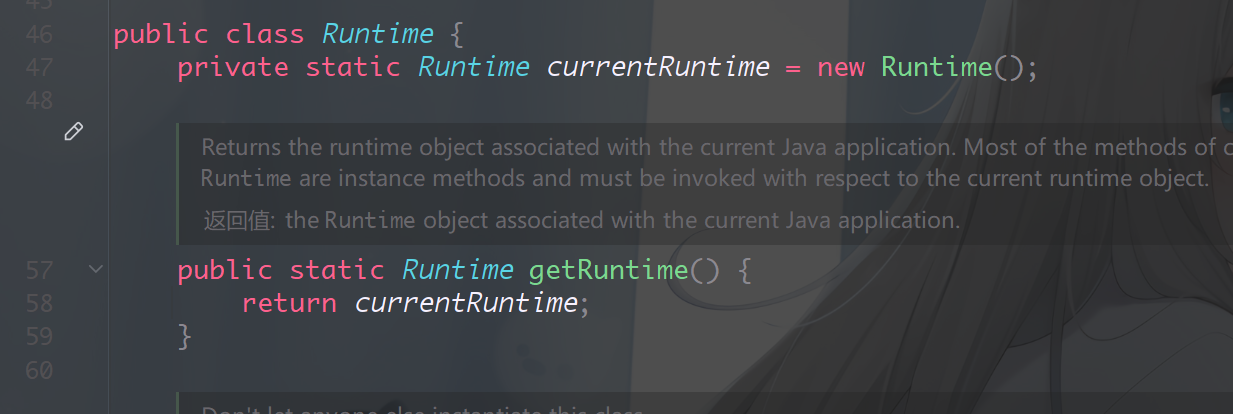 46 public class Runtime {
47 private static Runtime currentRuntime = new Runtime();
48
Returns the runtime object associated with the current Java application. Most of the methods of
Runtime are instance methods and must be invoked with respect to the current runtime object.
返回值: the Runtime object associated with the current Java application.
57 public static Runtime getRuntime() {
58 return currentRuntime;
59 }
60
Don't let anyone else instantiate this class